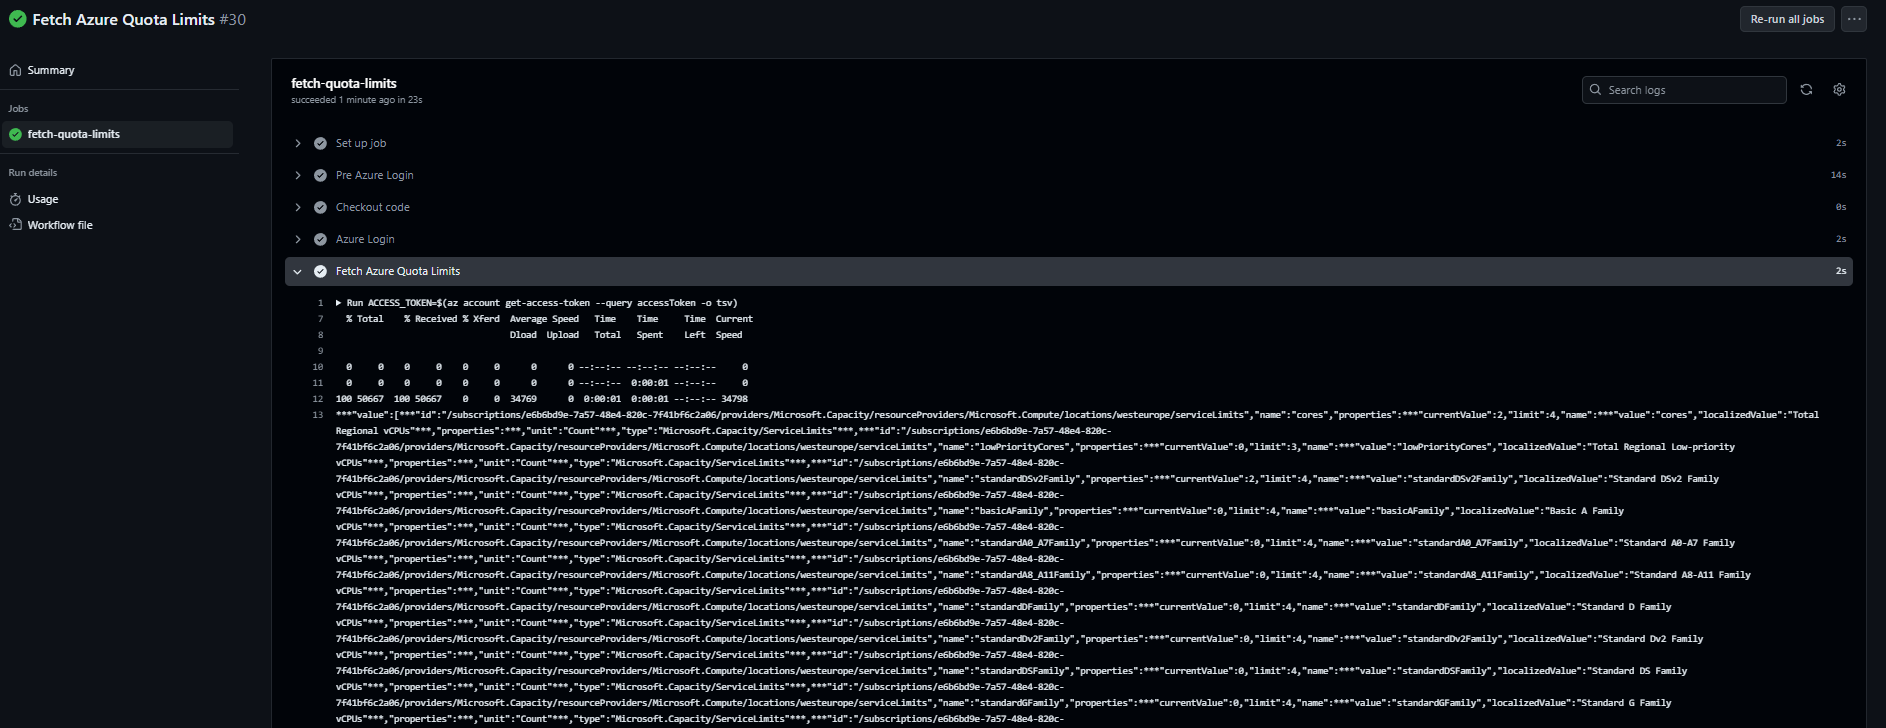 Fetch Azure Quota Limits #30
Re-run all jobs
...
Summary
Jobs
fetch-quota-limits
Run details
Usage
Workflow file
fetch-quota-limits
succeeded 1 minute ago in 23s
Search logs
Set up job 2s
Pre Azure Login 14s
Checkout code 0s
Azure Login 2s
Fetch Azure Quota Limits 2s
1 Run ACCESS_TOKEN=$(az account get-access-token --query accessToken -o tsv)
7 % Total % Received % Xferd Average Speed Time Time Time Current
8 Dload Upload Total Spent Left Speed
9
10 0 0 0 0 0 0 0 0 --:--:-- --:--:-- --:--:-- 0
11 0 0 0 0 0 0 0 0 --:--:-- 0:00:01 --:--:-- 0
12 100 50667 100 50667 0 0 34769 0 0:00:01 0:00:01 --:--:-- 34798
13 ***"value":[***"id":"/subscriptions/e6b6bd9e-7a57-48e4-820c-7f41bf6c2a06/providers/Microsoft.Capacity/resourceProviders/Microsoft.Compute/locations/westeurope/serviceLimits","name":"cores","properties":***"currentValue":2,"limit":4,"name":***"value":"cores","localizedValue":"Total
Regional vCPUs"***,"properties":***,"unit":"Count"***,"type":"Microsoft.Capacity/ServiceLimits"***,***"id":"/subscriptions/e6b6bd9e-7a57-48e4-820c-
7f41bf6c2a06/providers/Microsoft.Capacity/resourceProviders/Microsoft.Compute/locations/westeurope/serviceLimits","name":"lowPriorityCores","properties":***"currentValue":0,"limit":3,"name":***"value":"lowPriorityCores","localizedValue":"Total Regional Low-priority
vCPUs"***,"properties":***,"unit":"Count"***,"type":"Microsoft.Capacity/ServiceLimits"***,***"id":"/subscriptions/e6b6bd9e-7a57-48e4-820c-
7f41bf6c2a06/providers/Microsoft.Capacity/resourceProviders/Microsoft.Compute/locations/westeurope/serviceLimits","name":"standardDSv2Family","properties":***"currentValue":2,"limit":4,"name":***"value":"standardDSv2Family","localizedValue":"Standard DSv2 Family
vCPUs"***,"properties":***,"unit":"Count"***,"type":"Microsoft.Capacity/ServiceLimits"***,***"id":"/subscriptions/e6b6bd9e-7a57-48e4-820c-
7f41bf6c2a06/providers/Microsoft.Capacity/resourceProviders/Microsoft.Compute/locations/westeurope/serviceLimits","name":"basicAFamily","properties":***"currentValue":0,"limit":4,"name":***"value":"basicAFamily","localizedValue":"Basic A Family
vCPUs"***,"properties":***,"unit":"Count"***,"type":"Microsoft.Capacity/ServiceLimits"***,***"id":"/subscriptions/e6b6bd9e-7a57-48e4-820c-
7f41bf6c2a06/providers/Microsoft.Capacity/resourceProviders/Microsoft.Compute/locations/westeurope/serviceLimits","name":"standardA0_A7Family","properties":***"currentValue":0,"limit":4,"name":***"value":"standardA0_A7Family","localizedValue":"Standard A0-A7 Family
vCPUs"***,"properties":***,"unit":"Count"***,"type":"Microsoft.Capacity/ServiceLimits"***,***"id":"/subscriptions/e6b6bd9e-7a57-48e4-820c-
7f41bf6c2a06/providers/Microsoft.Capacity/resourceProviders/Microsoft.Compute/locations/westeurope/serviceLimits","name":"standardA8_A11Family","properties":***"currentValue":0,"limit":4,"name":***"value":"standardA8_A11Family","localizedValue":"Standard A8-A11 Family
vCPUs"***,"properties":***,"unit":"Count"***,"type":"Microsoft.Capacity/ServiceLimits"***,***"id":"/subscriptions/e6b6bd9e-7a57-48e4-820c-
7f41bf6c2a06/providers/Microsoft.Capacity/resourceProviders/Microsoft.Compute/locations/westeurope/serviceLimits","name":"standardDFamily","properties":***"currentValue":0,"limit":4,"name":***"value":"standardDFamily","localizedValue":"Standard D Family
vCPUs"***,"properties":***,"unit":"Count"***,"type":"Microsoft.Capacity/ServiceLimits"***,***"id":"/subscriptions/e6b6bd9e-7a57-48e4-820c-
7f41bf6c2a06/providers/Microsoft.Capacity/resourceProviders/Microsoft.Compute/locations/westeurope/serviceLimits","name":"standardDv2Family","properties":***"currentValue":0,"limit":4,"name":***"value":"standardDv2Family","localizedValue":"Standard Dv2 Family
vCPUs"***,"properties":***,"unit":"Count"***,"type":"Microsoft.Capacity/ServiceLimits"***,***"id":"/subscriptions/e6b6bd9e-7a57-48e4-820c-
7f41bf6c2a06/providers/Microsoft.Capacity/resourceProviders/Microsoft.Compute/locations/westeurope/serviceLimits","name":"standardDSFamily","properties":***"currentValue":0,"limit":4,"name":***"value":"standardDSFamily","localizedValue":"Standard DS Family
vCPUs"***,"properties":***,"unit":"Count"***,"type":"Microsoft.Capacity/ServiceLimits"***,***"id":"/subscriptions/e6b6bd9e-7a57-48e4-820c-
7f41bf6c2a06/providers/Microsoft.Capacity/resourceProviders/Microsoft.Compute/locations/westeurope/serviceLimits","name":"standardGFamily","properties":***"currentValue":0,"limit":4,"name":***"value":"standardGFamily","localizedValue":"Standard G Family
vCPUs"***,"properties":***,"unit":"Count"***,"type":"Microsoft.Capacity/ServiceLimits"***,***"id":"/subscriptions/e6b6bd9e-7a57-48e4-820c-